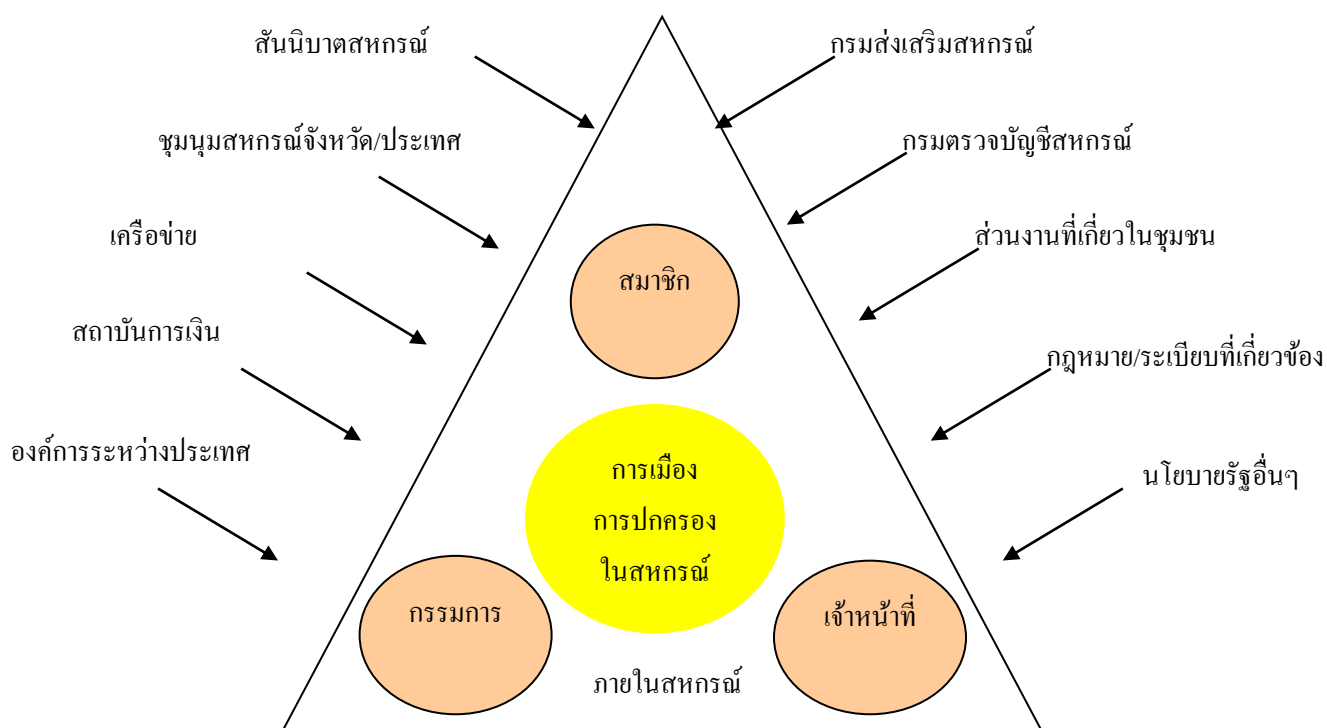 สันนิบาตสหกรณ์
กรมส่งเสริมสหกรณ์
ชุมนุมสหกรณ์จังหวัด/ประเทศ
กรมตรวจบัญชีสหกรณ์
เครือข่าย
ส่วนงานที่เกี่ยวในชุมชน
สมาชิก
สถาบันการเงิน
กฎหมาย/ระเบียบที่เกี่ยวข้อง
องค์การระหว่างประเทศ
นโยบายรัฐอื่นๆ
การเมือง
การปกครอง
ในสหกรณ์
กรรมการ
เจ้าหน้าที่
ภายในสหกรณ์